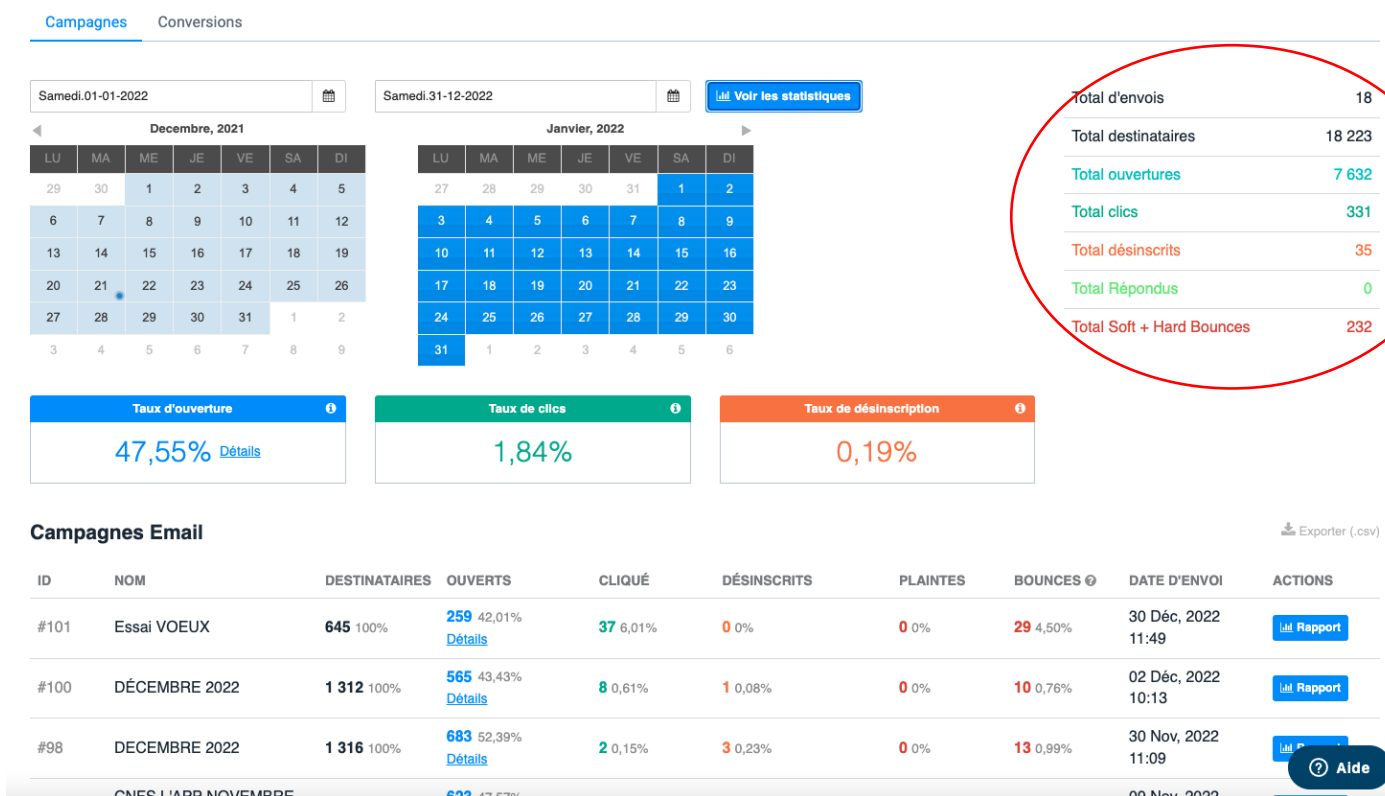 Campagnes Conversions
Samedi.01-01-2022 Samedi.31-12-2022 Voir les statistiques
Decembre, 2021
LU MA ME JE VE SA DI
29 30 1 2 3 4 5
6 7 8 9 10 11 12
13 14 15 16 17 18 19
20 21 22 23 24 25 26
27 28 29 30 31 1 2
3 4 5 6 7 8 9
Janvier, 2022
LU MA ME JE VE SA DI
27 28 29 30 31 1 2
3 4 5 6 7 8 9
10 11 12 13 14 15 16
17 18 19 20 21 22 23
24 25 26 27 28 29 30
31 1 2 3 4 5 6
Total d'envois 18
Total destinataires 18 223
Total ouvertures 7 632
Total clics 331
Total désinscrits 35
Total Répondus 0
Total Soft + Hard Bounces 232
Taux d'ouverture
47,55% Détails
Taux de clics
1,84%
Taux de désinscription
0,19%
Campagnes Email Exporter (.csv)
ID NOM DESTINATAIRES OUVERTS CLIQUÉ DÉSINSCRITS PLAINTES BOUNCES DATE D'ENVOI ACTIONS
#101 Essai VOEUX 645 100% 259 42,01% 37 6,01% 0 0% 0 0% 29 4,50% 30 Déc, 2022 Rapport
Détails 11:49
#100 DÉCEMBRE 2022 1 312 100% 565 43,43% 8 0,61% 1 0,08% 0 0% 10 0,76% 02 Déc, 2022 Rapport
Détails 10:13
#98 DECEMBRE 2022 1 316 100% 683 52,39% 2 0,15% 3 0,23% 0 0% 13 0,99% 30 Nov, 2022
Détails 11:09
Aide
CNES L'APP NOVEMBRE 623 47,57% 09 Nov, 2022